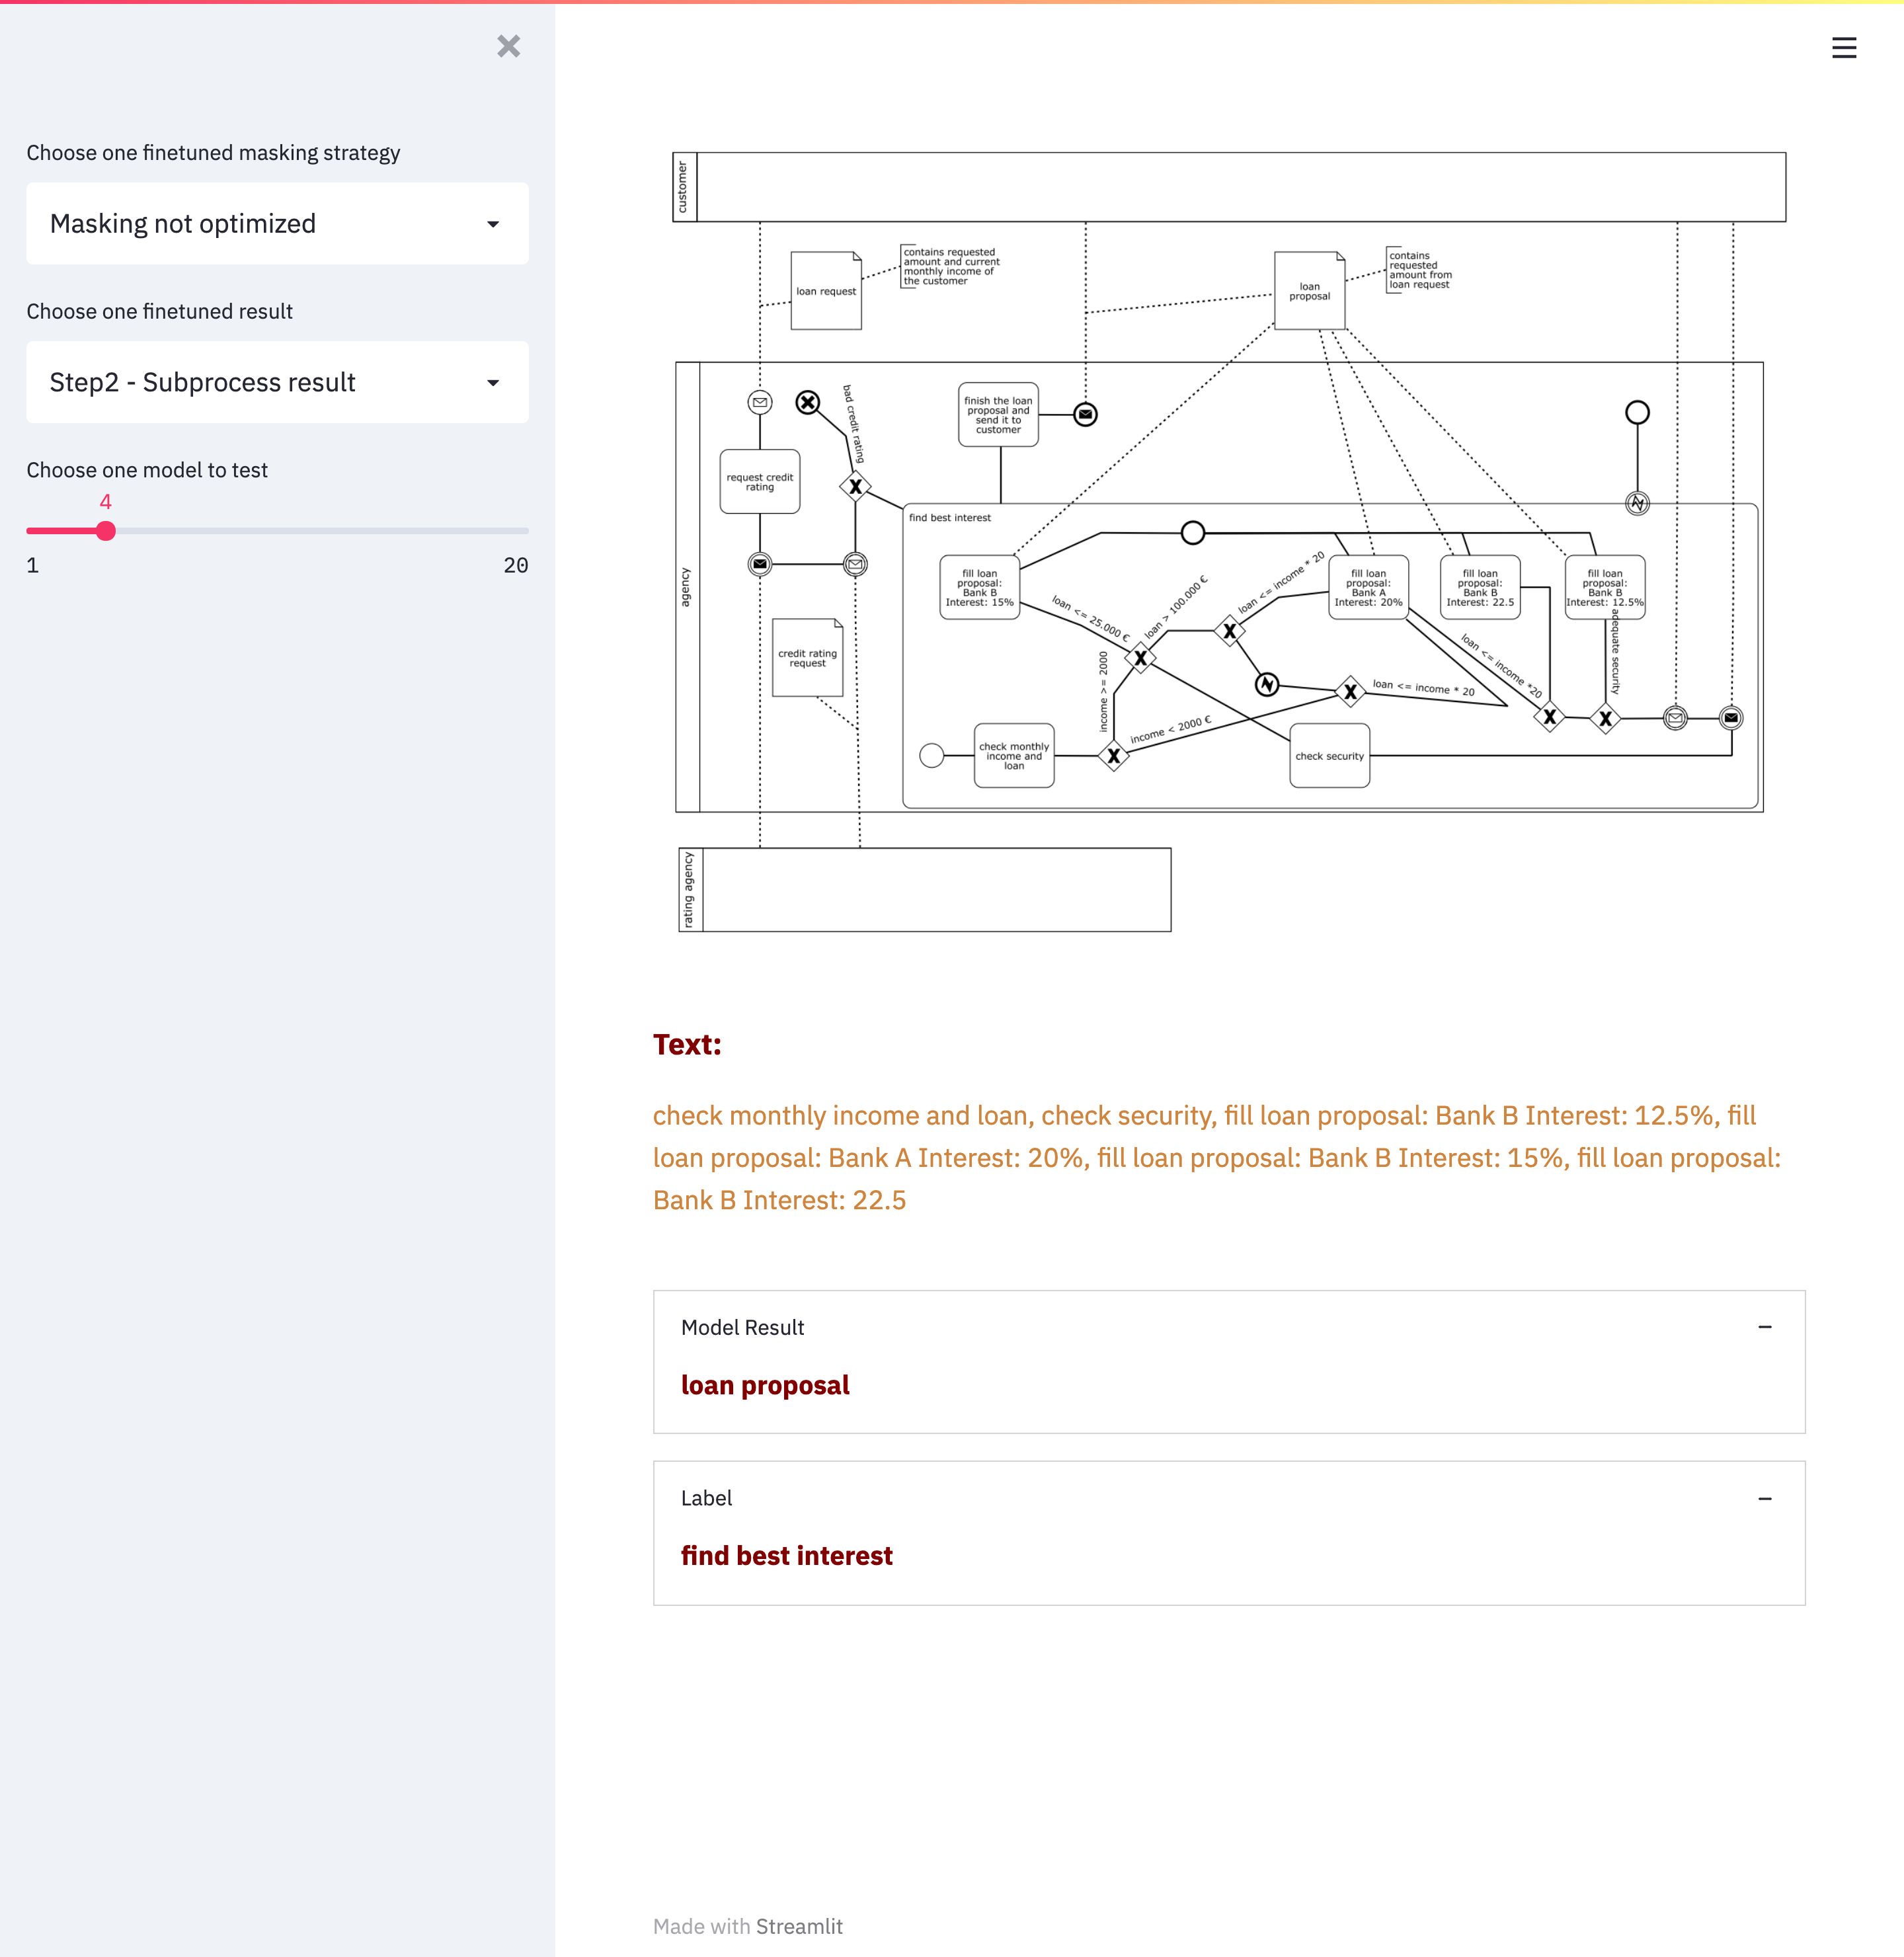 Choose one finetuned masking strategy
Masking not optimized
Choose one finetuned result
Step2 - Subprocess result
Choose one model to test
4
1
20
customer
loan request
contains requested
amount and current
monthly income of
the customer
loan
proposal
contains
requested
amount from
loan request
agency
bad credit rating
finish the loan
proposal and
send it to
customer
request credit
rating
find best interest
fill loan
proposal:
Bank B
Interest: 15%
loan <= 25.000 €
loan > 100.000 €
loan <= income * 20
fill loan
proposal:
Bank A
Interest: 20%
fill loan
proposal:
Bank B
Interest: 22.5
fill loan
proposal:
Bank B
Interest: 12.5%
adequate security
loan <= income *20
credit rating
request
income >= 2000
loan <= income * 20
income < 2000 €
check monthly
income and
loan
check security
rating agency
Text:
check monthly income and loan, check security, fill loan proposal: Bank B Interest: 12.5%, fill
loan proposal: Bank A Interest: 20%, fill loan proposal: Bank B Interest: 15%, fill loan proposal:
Bank B Interest: 22.5
Model Result
loan proposal
Label
find best interest
Made with Streamlit